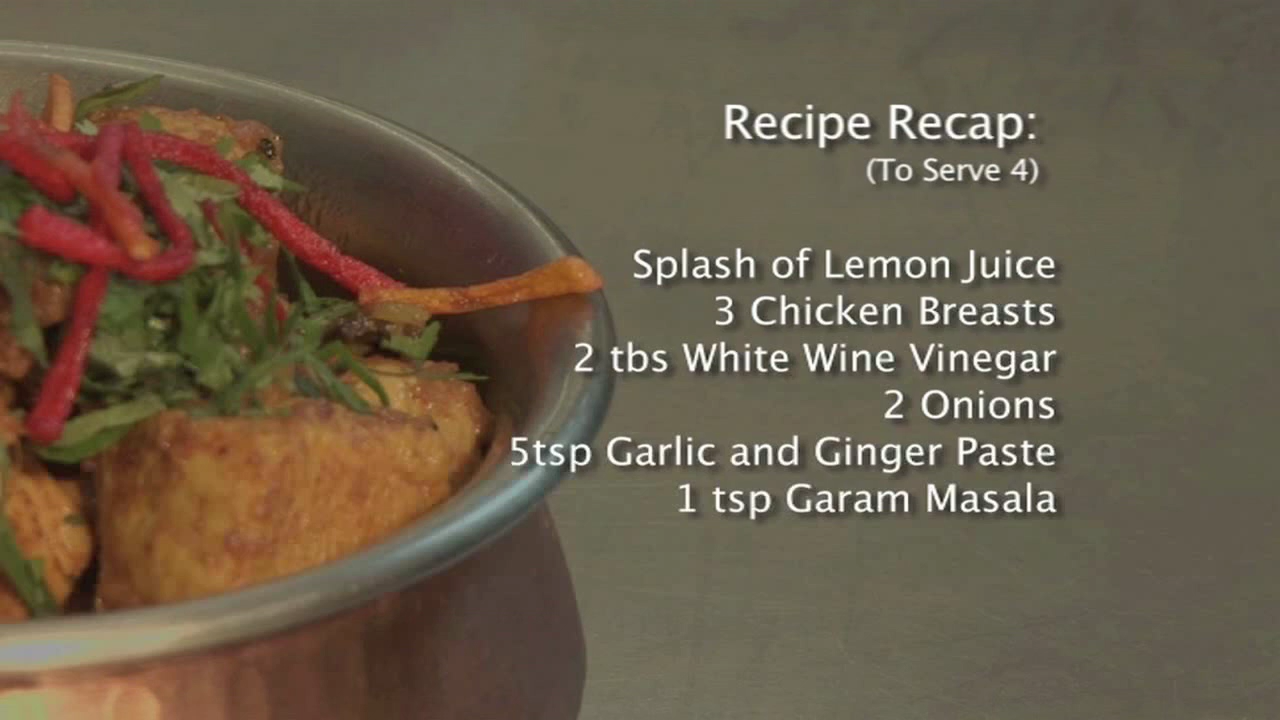 Recipe Recap:
(To Serve 4)
Splash of Lemon Juice
3 Chicken Breasts
2 tbs White Wine Vinegar
2 Onions
5tsp Garlic and Ginger Paste
1 tsp Garam Masala